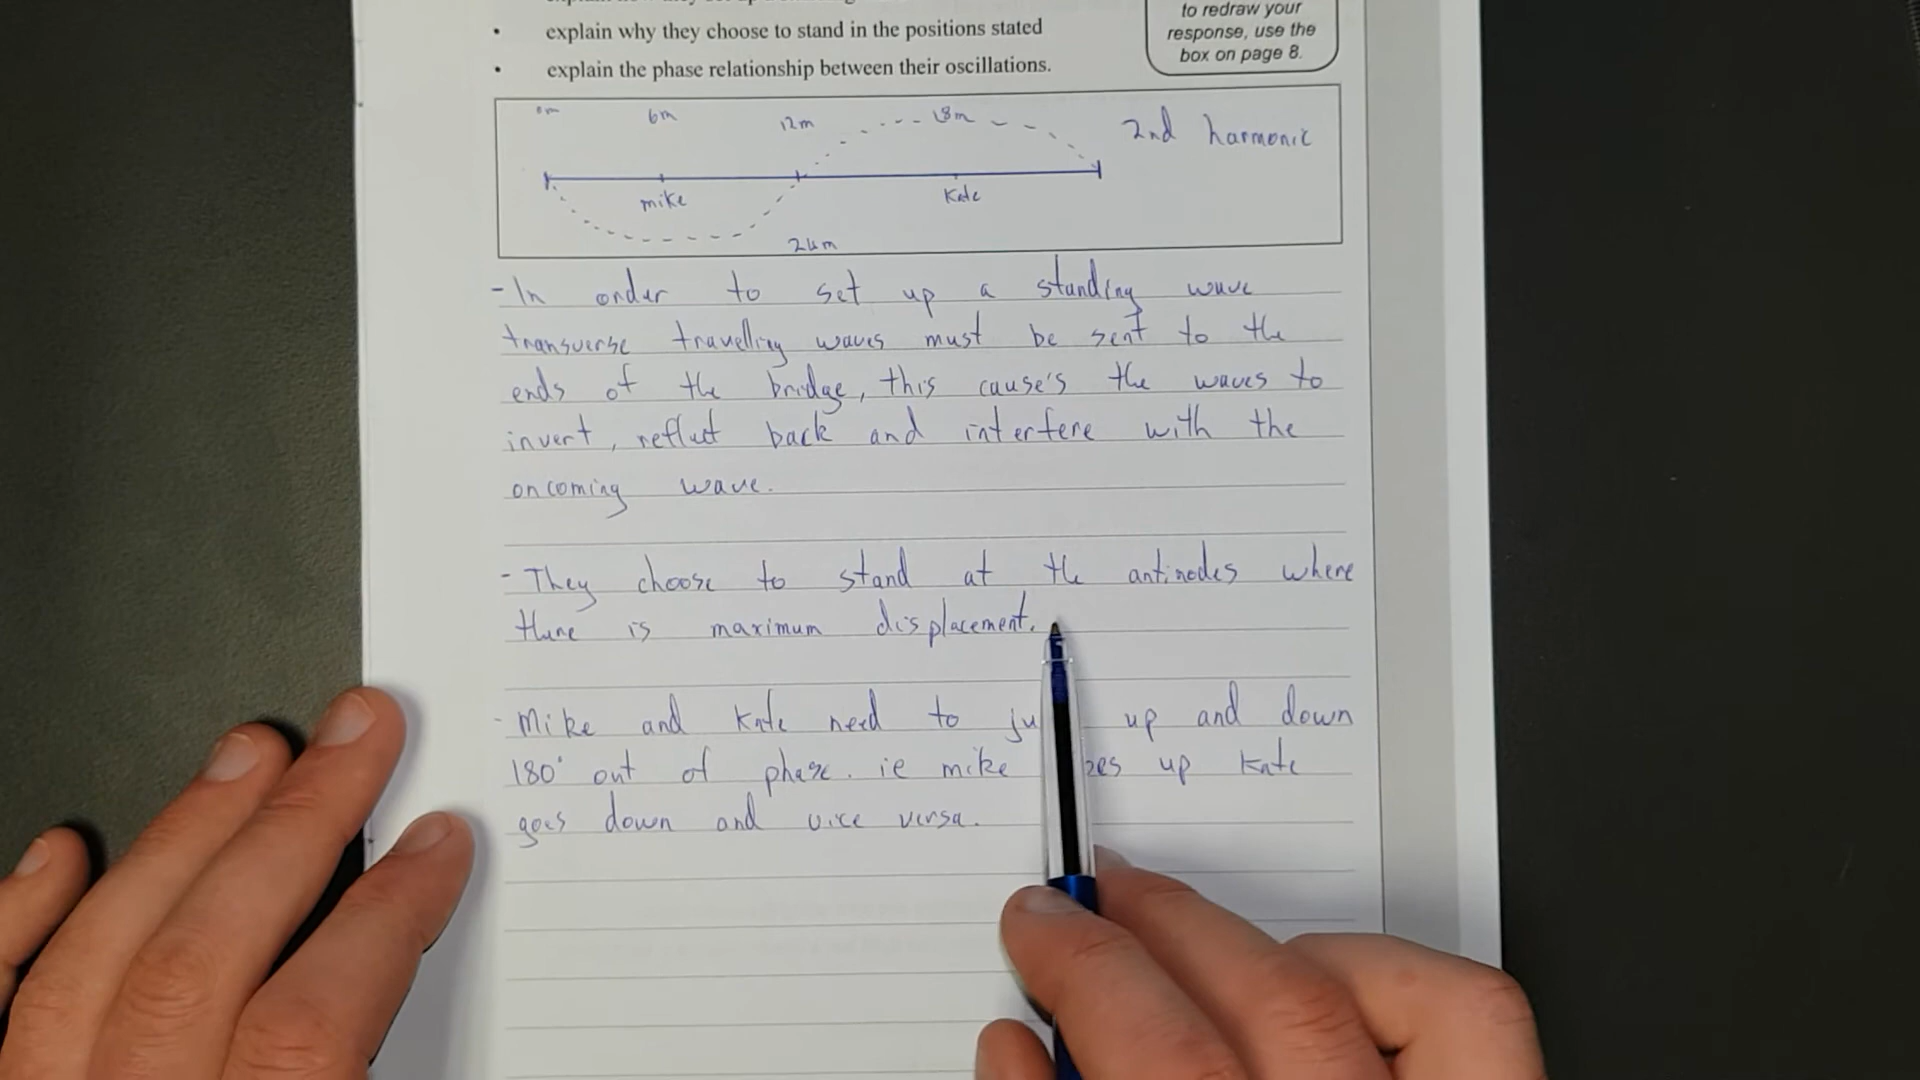 to redraw your
• explain why they choose to stand in the positions stated
response, use the
box on page 8.
• explain the phase relationship between their oscillations.
0m 6m 12m 18m 2nd harmonic
mike Kate
24m
- In order to set up a standing wave
transverse travelling waves must be sent to the
ends of the bridge, this cause's the waves to
invert, reflect back and interfere with the
oncoming wave.
- They choose to stand at the antinodes where
there is maximum displacement.
- Mike and Kate need to up and down
180° out of phase. ie mike up Kate
goes down and vice versa.